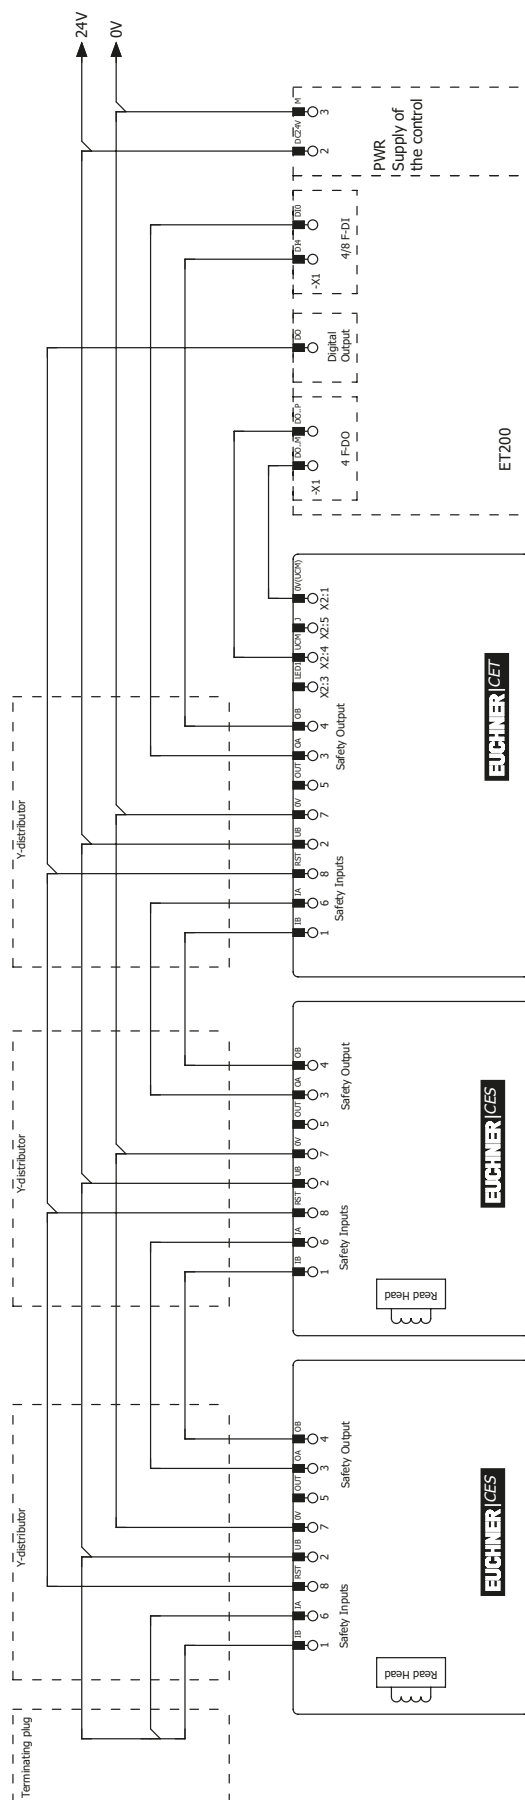 Terminating plug
Y-distributor
Y-distributor
Y-distributor
24V
0V
IB IA RST UB 0V OUT OA OB
1 6 8 2 7 5 3 4
Safety Inputs
Safety Output
Read Head
EUCHNER|CES
IB IA RST UB 0V OUT OA OB
1 6 8 2 7 5 3 4
Safety Inputs
Safety Output
Read Head
EUCHNER|CES
IB IA RST UB 0V OUT OA OB LED1 UCM J 0V(UCM)
1 6 8 2 7 5 3 4 X2:3 X2:4 X2:5 X2:1
Safety Inputs
Safety Output
EUCHNER|CET
DO..M DO..P
-X1
4 F-DO
DO
Digital
Output
DI4 DI0
-X1
4/8 F-DI
DC24V M
2 3
PWR
Supply of
the control
ET200